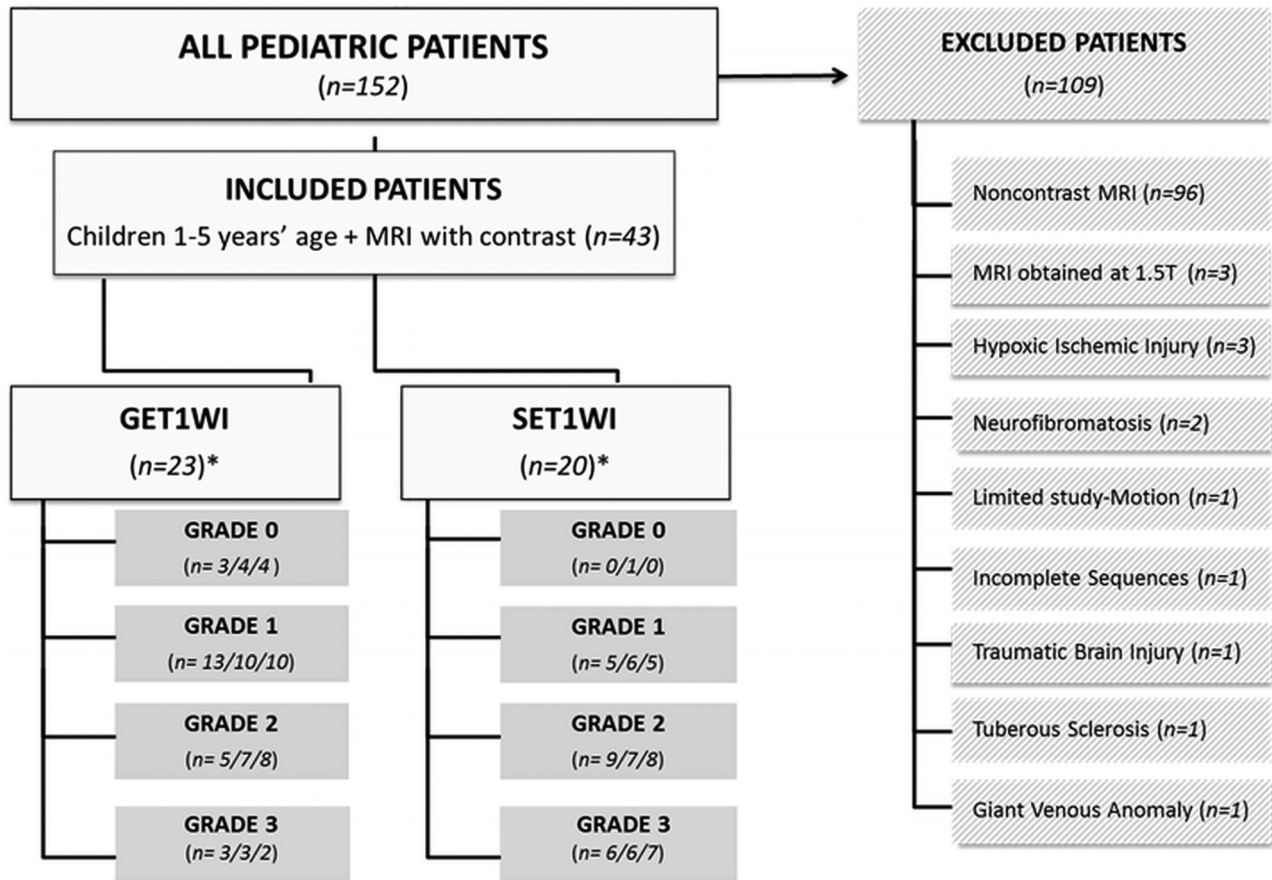 ALL PEDIATRIC PATIENTS
(n=152)
EXCLUDED PATIENTS
(n=109)
INCLUDED PATIENTS
Children 1-5 years’ age + MRI with contrast (n=43)
GET1WI
(n=23)*
GRADE 0
(n= 3/4/4 )
GRADE 1
(n= 13/10/10)
GRADE 2
(n= 5/7/8)
GRADE 3
(n= 3/3/2)
SET1WI
(n=20)*
GRADE 0
(n= 0/1/0)
GRADE 1
(n= 5/6/5)
GRADE 2
(n= 9/7/8)
GRADE 3
(n= 6/6/7)
Noncontrast MRI (n=96)
MRI obtained at 1.5T (n=3)
Hypoxic Ischemic Injury (n=3)
Neurofibromatosis (n=2)
Limited study-Motion (n=1)
Incomplete Sequences (n=1)
Traumatic Brain Injury (n=1)
Tuberous Sclerosis (n=1)
Giant Venous Anomaly (n=1)